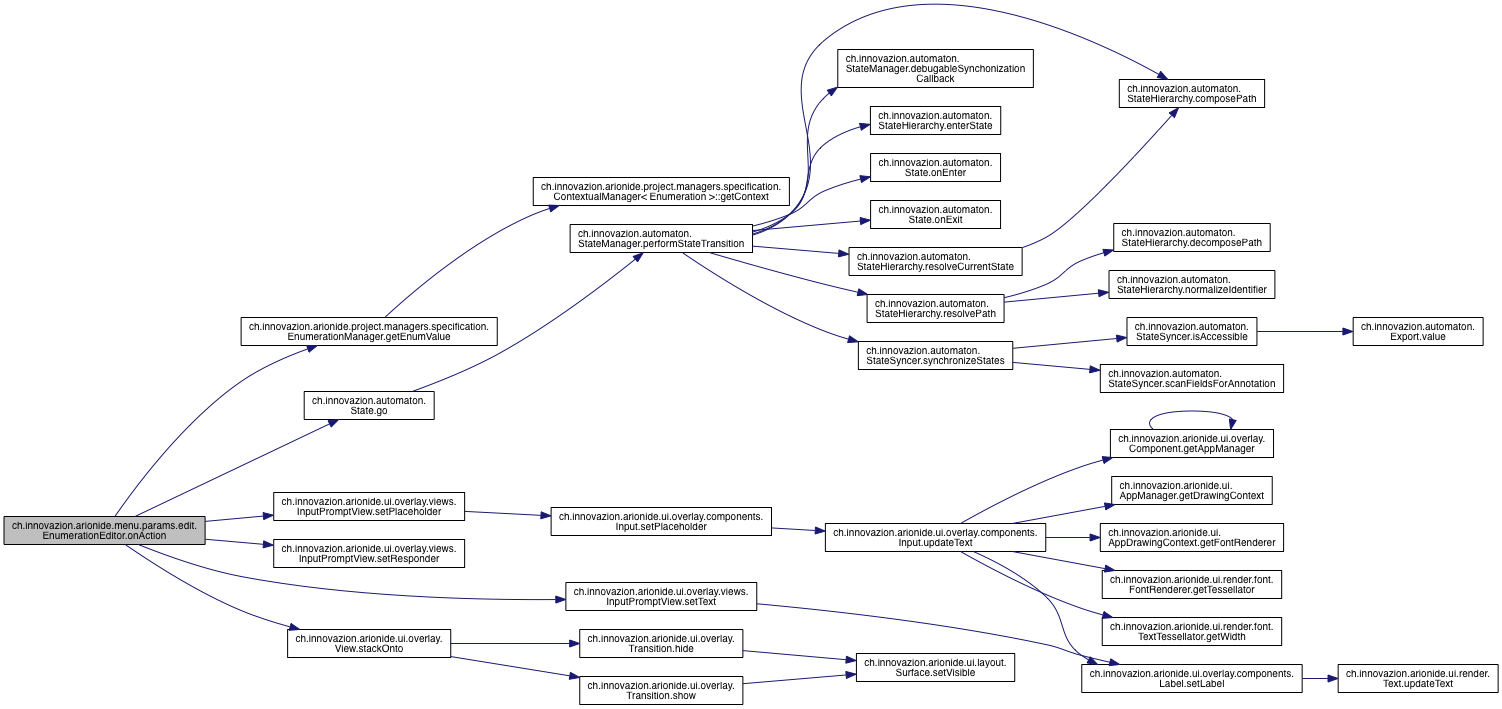 ch.innovazion.arionide.menu.params.edit.
EnumerationEditor.onAction
ch.innovazion.arionide.project.managers.specification.
EnumerationManager.getEnumValue
ch.innovazion.automaton.
State.go
ch.innovazion.arionide.ui.overlay.views.
InputPromptView.setPlaceholder
ch.innovazion.arionide.ui.overlay.views.
InputPromptView.setResponder
ch.innovazion.arionide.ui.overlay.
View.stackOnto
ch.innovazion.arionide.project.managers.specification.
ContextualManager< Enumeration >::getContext
ch.innovazion.automaton.
StateManager.performStateTransition
ch.innovazion.arionide.ui.overlay.components.
Input.setPlaceholder
ch.innovazion.arionide.ui.overlay.views.
InputPromptView.setText
ch.innovazion.arionide.ui.overlay.
Transition.hide
ch.innovazion.arionide.ui.overlay.
Transition.show
ch.innovazion.automaton.
StateManager.debugableSynchonization
Callback
ch.innovazion.automaton.
StateHierarchy.enterState
ch.innovazion.automaton.
State.onEnter
ch.innovazion.automaton.
State.onExit
ch.innovazion.automaton.
StateHierarchy.resolveCurrentState
ch.innovazion.automaton.
StateHierarchy.resolvePath
ch.innovazion.automaton.
StateSyncer.synchronizeStates
ch.innovazion.arionide.ui.overlay.components.
Input.updateText
ch.innovazion.arionide.ui.layout.
Surface.setVisible
ch.innovazion.automaton.
StateHierarchy.composePath
ch.innovazion.automaton.
StateHierarchy.decomposePath
ch.innovazion.automaton.
StateHierarchy.normalizeIdentifier
ch.innovazion.automaton.
StateSyncer.isAccessible
ch.innovazion.automaton.
StateSyncer.scanFieldsForAnnotation
ch.innovazion.arionide.ui.overlay.
Component.getAppManager
ch.innovazion.arionide.ui.
AppManager.getDrawingContext
ch.innovazion.arionide.ui.
AppDrawingContext.getFontRenderer
ch.innovazion.arionide.ui.render.font.
FontRenderer.getTessellator
ch.innovazion.arionide.ui.render.font.
TextTessellator.getWidth
ch.innovazion.arionide.ui.overlay.components.
Label.setLabel
ch.innovazion.automaton.
Export.value
ch.innovazion.arionide.ui.render.
Text.updateText